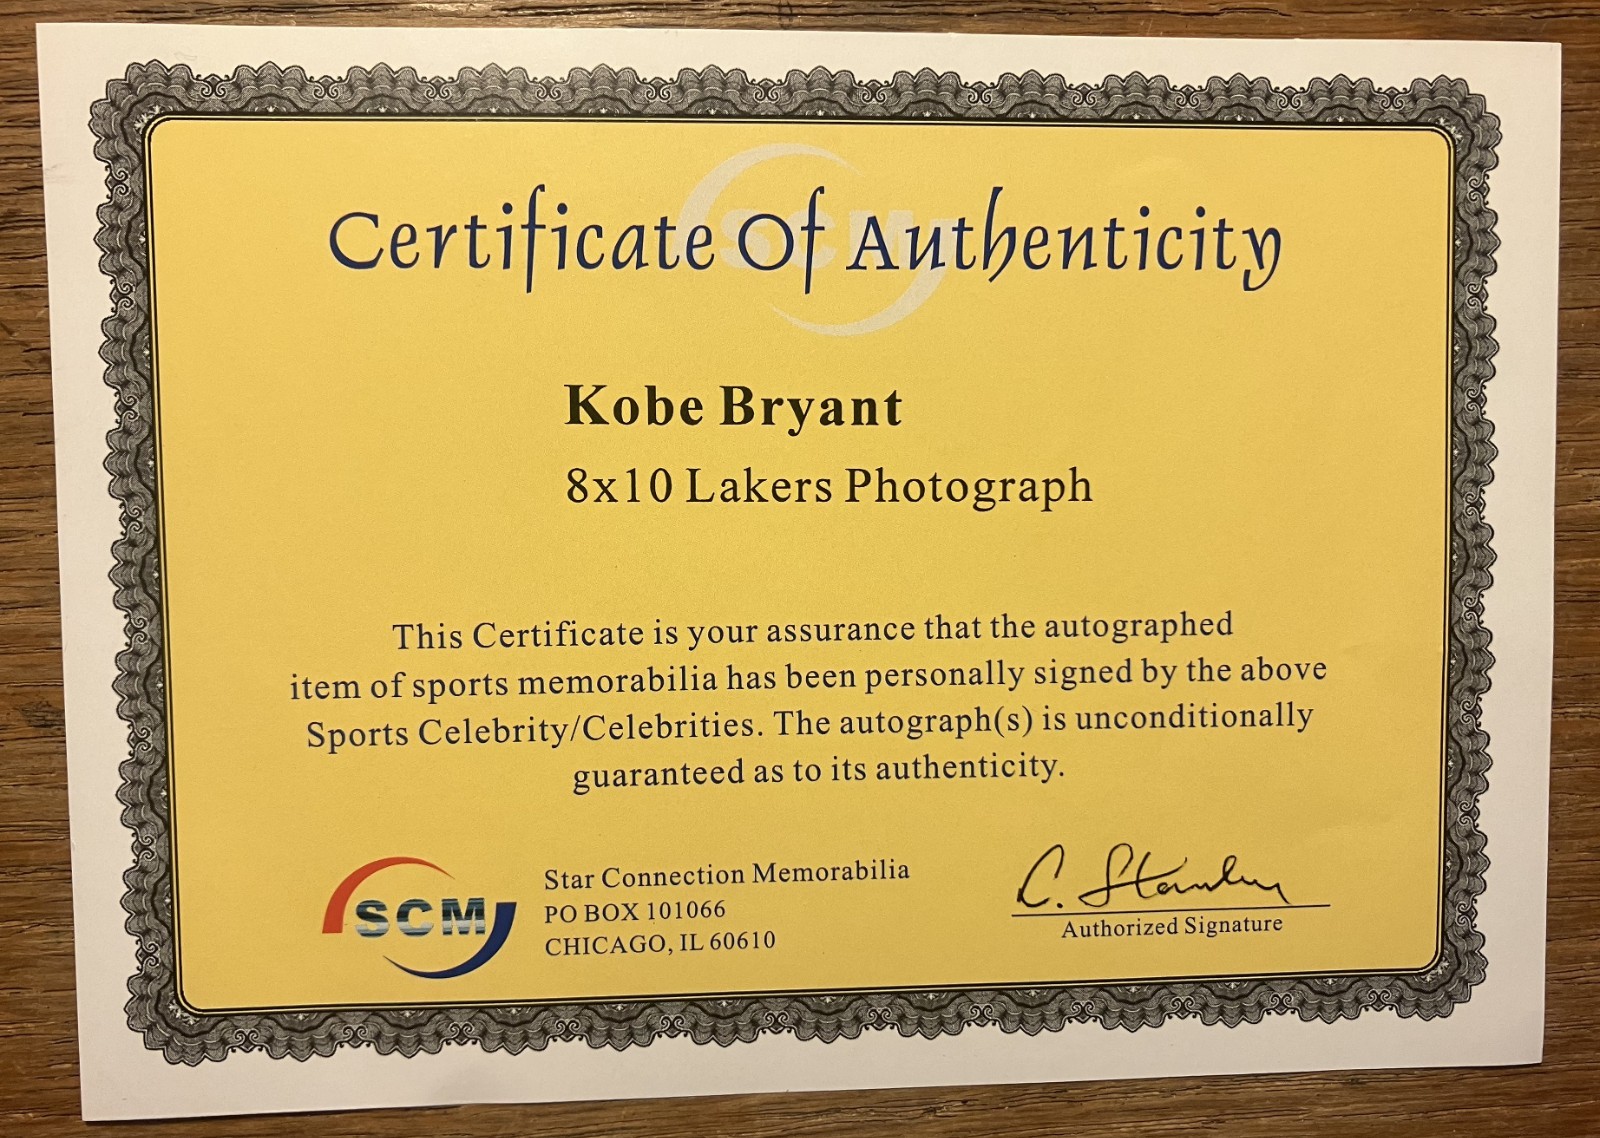 Certificate Of Authenticity
SCM
Kobe Bryant
8x10 Lakers Photograph
This Certificate is your assurance that the autographed
item of sports memorabilia has been personally signed by the above
Sports Celebrity/Celebrities. The autograph(s) is unconditionally
guaranteed as to its authenticity.
SCM
Star Connection Memorabilia
PO BOX 101066
CHICAGO, IL 60610
C. Stanley
Authorized Signature